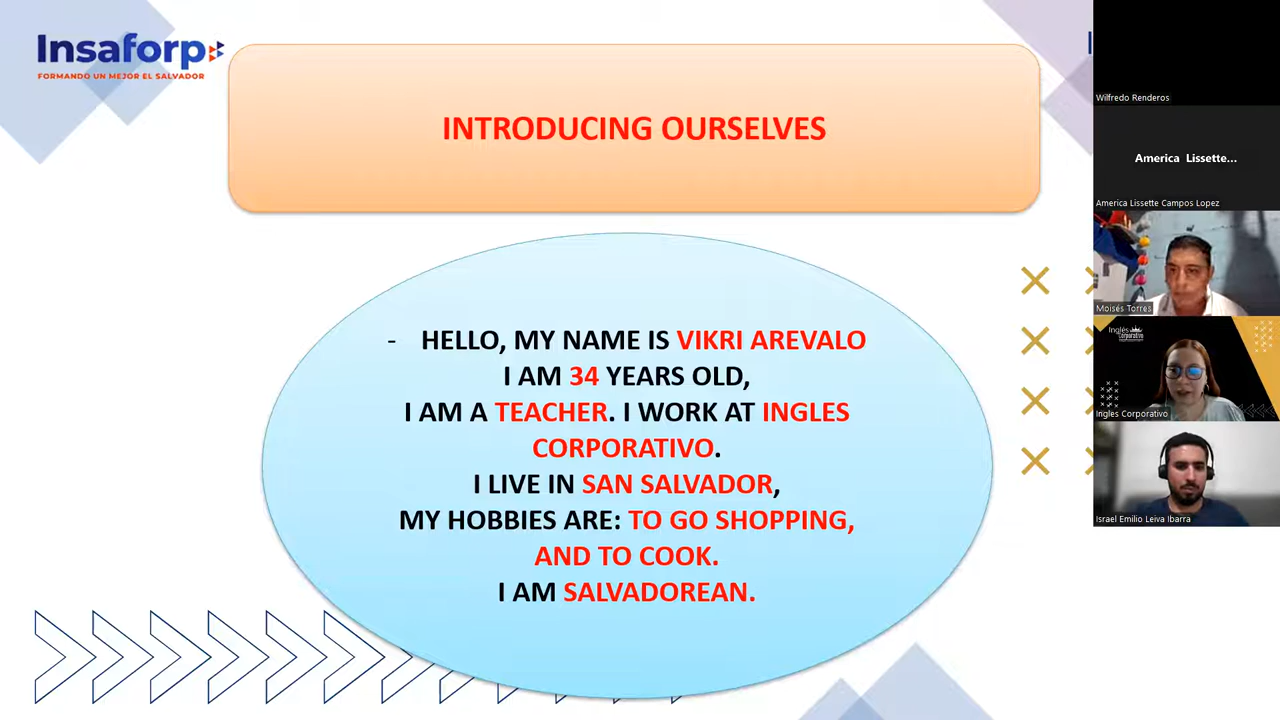 Insaforp
FORMANDO UN MEJOR EL SALVADOR
INTRODUCING OURSELVES
- HELLO, MY NAME IS VIKRI AREVALO
I AM 34 YEARS OLD,
I AM A TEACHER. I WORK AT INGLES
CORPORATIVO.
I LIVE IN SAN SALVADOR,
MY HOBBIES ARE: TO GO SHOPPING,
AND TO COOK.
I AM SALVADOREAN.
Wilfredo Renderos
America Lissette...
America Lissette Campos Lopez
Moisés Torres
Inglés
Corporativo
Ingles Corporativo
Israel Emilio Leiva Ibarra